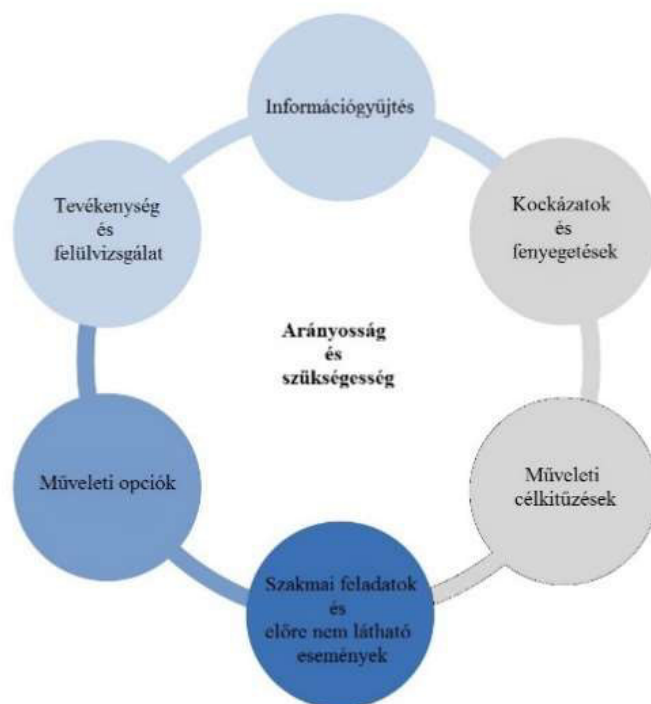 Információgyűjtés
Kockázatok
és
fenyegetések
Műveleti
célkitűzések
Szakmai feladatok
és
előre nem látható
események
Műveleti opciók
Tevékenység
és
felülvizsgálat
Arányosság
és
szükségesség